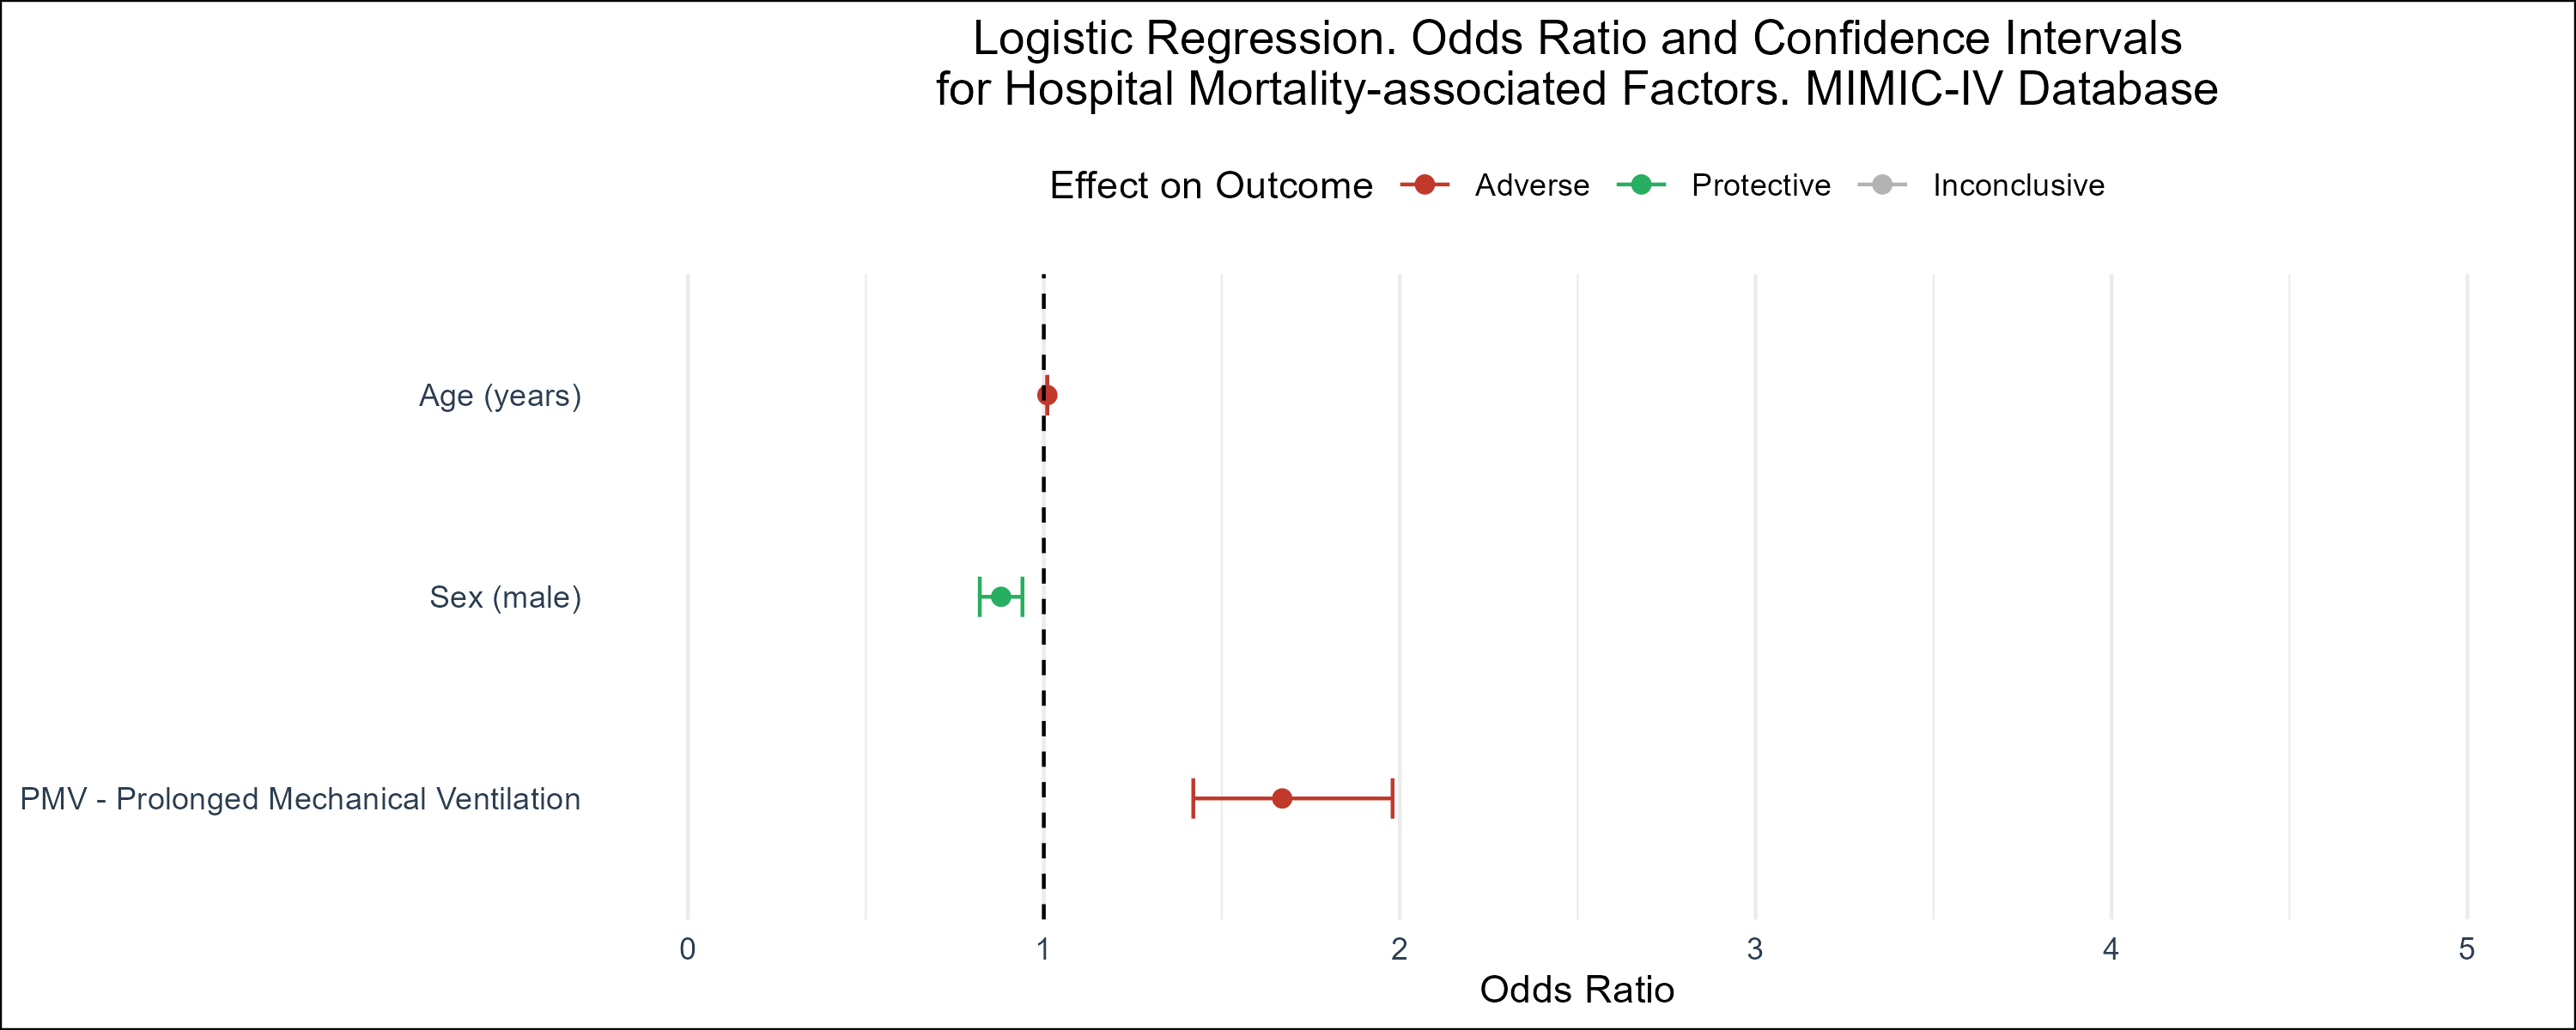 Logistic Regression. Odds Ratio and Confidence Intervals
for Hospital Mortality-associated Factors. MIMIC-IV Database
Effect on Outcome Adverse Protective Inconclusive
Age (years)
Sex (male)
PMV - Prolonged Mechanical Ventilation
0 1 2 3 4 5
Odds Ratio